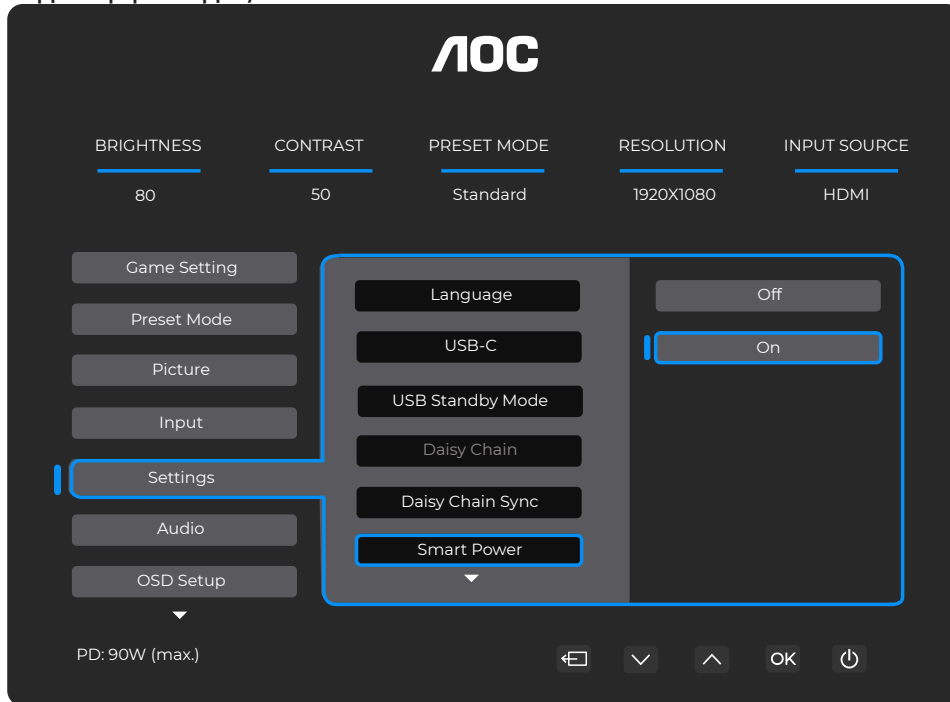 AOC
BRIGHTNESS CONTRAST PRESET MODE RESOLUTION INPUT SOURCE
80 50 Standard 1920X1080 HDMI
Game Setting
Preset Mode
Picture
Input
Settings
Audio
OSD Setup
Language
USB-C
USB Standby Mode
Daisy Chain
Daisy Chain Sync
Smart Power
Off
On
PD: 90W (max.)
OK